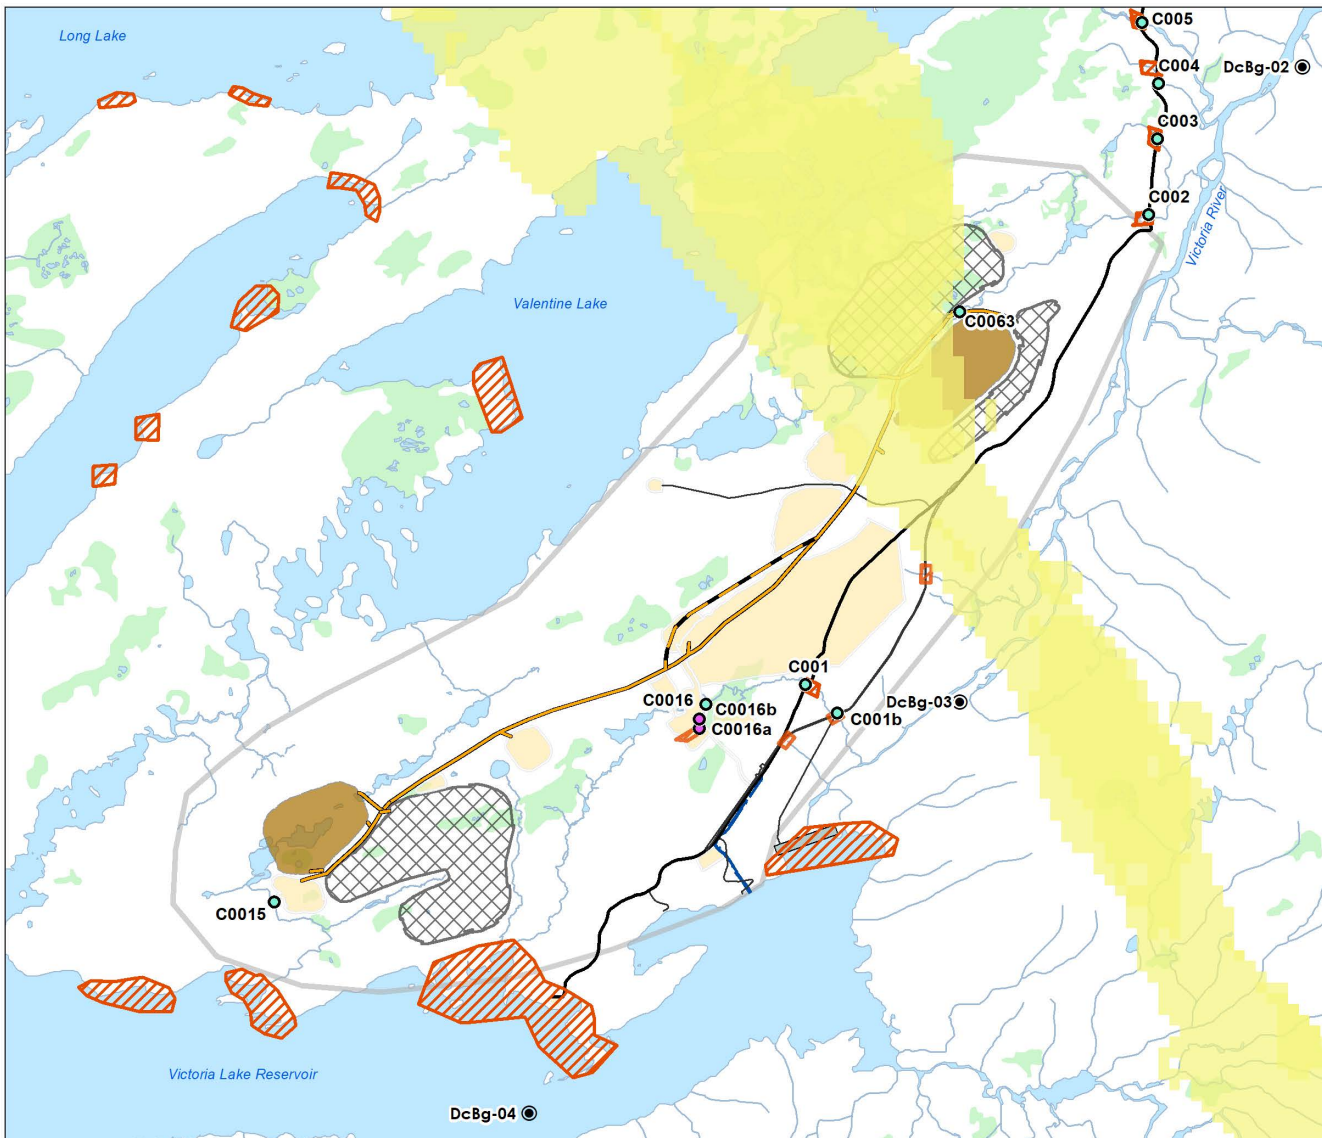 C005
Long Lake
C004
DcBg-02
C003
C002
Victoria River
Valentine Lake
C0063
C001
C0016
DcBg-03
C0016b
C001b
C0016a
C0015
Victoria Lake Reservoir
DcBg-04